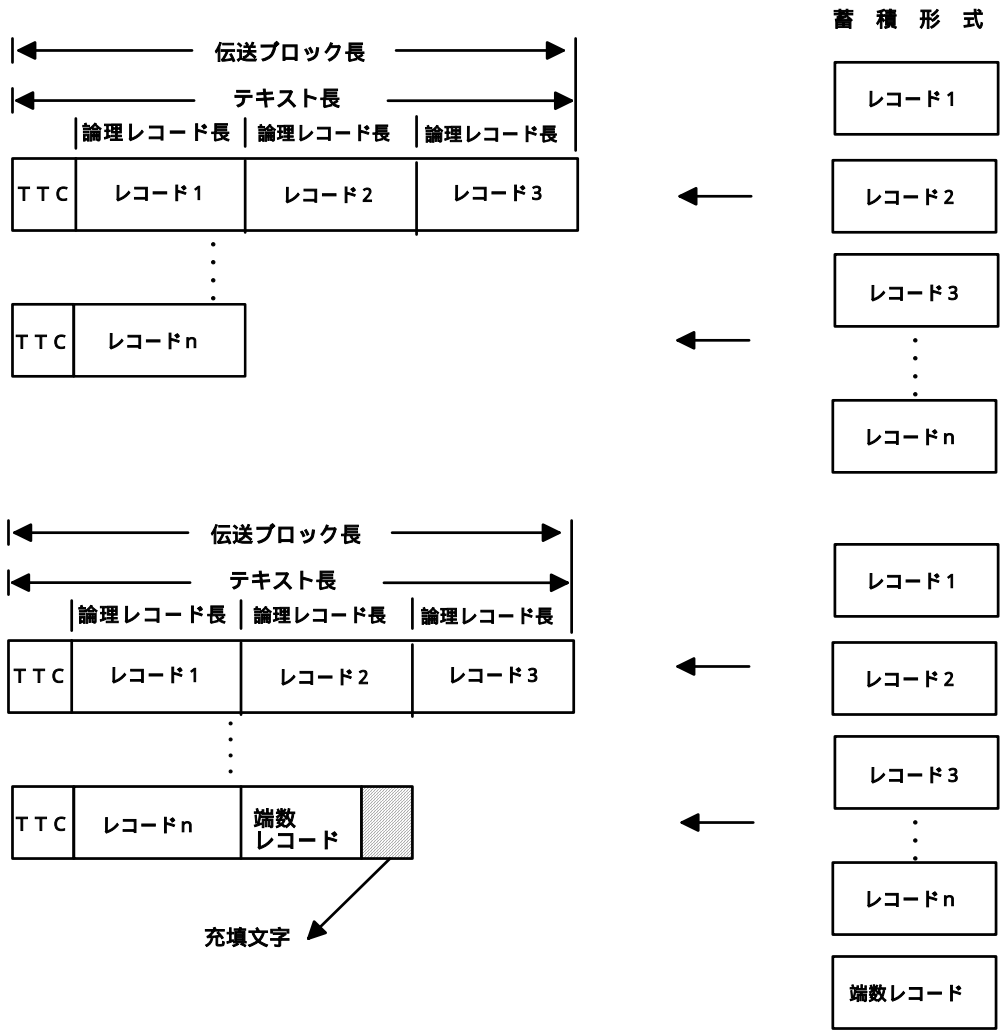 蓄 積 形 式
伝送ブロック長
テキスト長
論理レコード長 論理レコード長 論理レコード長
TTC レコード1 レコード2 レコード3
TTC レコードn
レコード1
レコード2
レコード3
レコードn
伝送ブロック長
テキスト長
論理レコード長 論理レコード長 論理レコード長
TTC レコード1 レコード2 レコード3
TTC レコードn 端数
レコード
充填文字
レコード1
レコード2
レコード3
レコードn
端数レコード